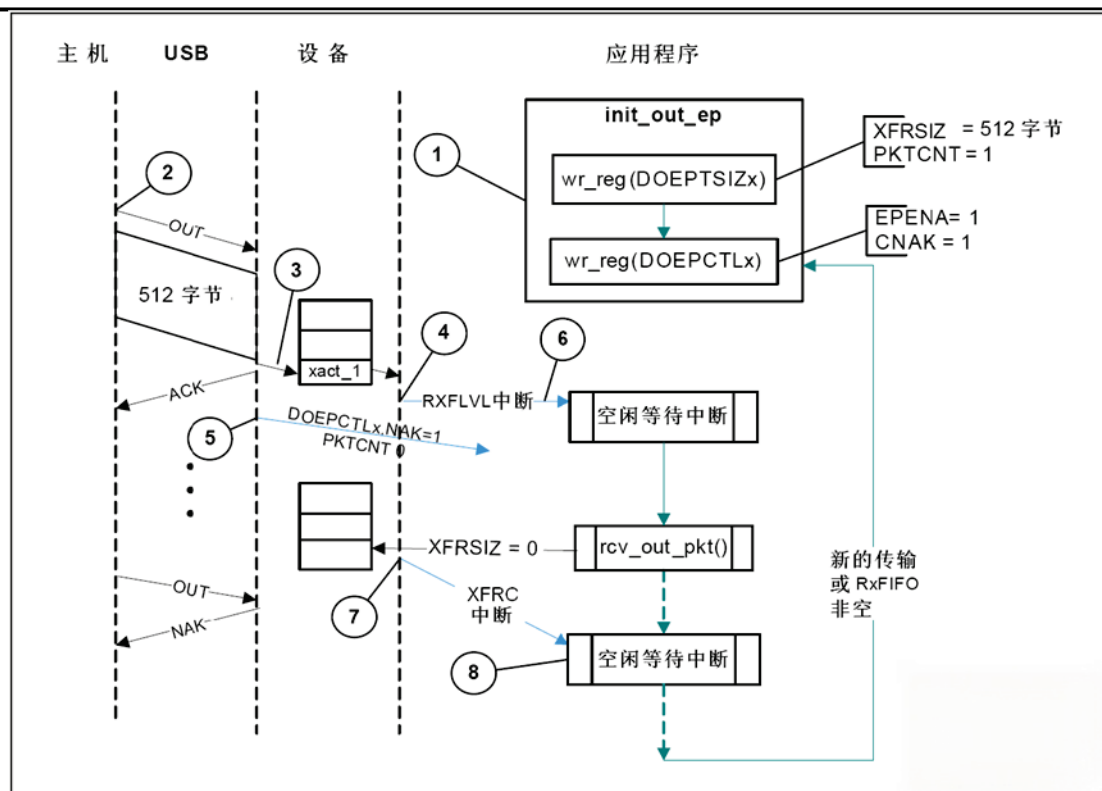 主 机
USB
设 备
应用程序
init_out_ep
1
wr_reg(DOEPTSIZx)
XFRSIZ = 512 字节
PKTCNT = 1
wr_reg(DOEPCTLx)
EPENA= 1
CNAK = 1
2
OUT
512 字节
3
xact_1
ACK
4
RXFLVL中断
6
空闲等待中断
5
DOEPCTLx.NAK=1
PKTCNT 0
XFRSIZ = 0
rcv_out_pkt()
新的传输
或 RxFIFO
非空
7
XFRC
中断
OUT
NAK
8
空闲等待中断